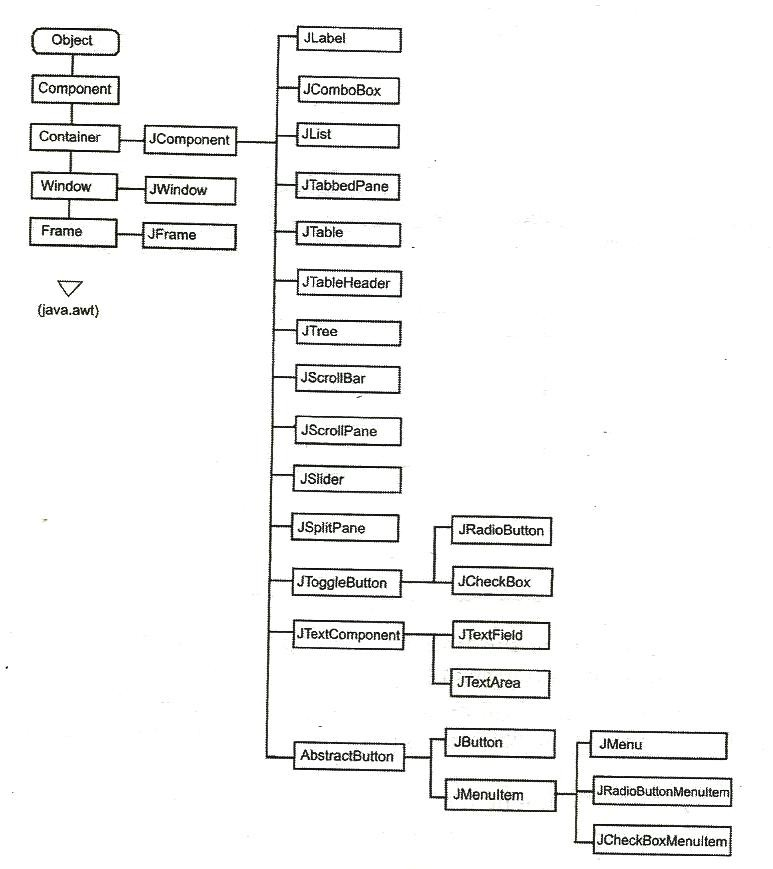 Object
Component
Container
JComponent
Window
JWindow
Frame
JFrame
(java.awt)
JLabel
JComboBox
JList
JTabbedPane
JTable
JTableHeader
JTree
JScrollBar
JScrollPane
JSlider
JSplitPane
JToggleButton
JRadioButton
JCheckBox
JTextComponent
JTextField
JTextArea
AbstractButton
JButton
JMenuItem
JMenu
JRadioButtonMenuItem
JCheckBoxMenuItem